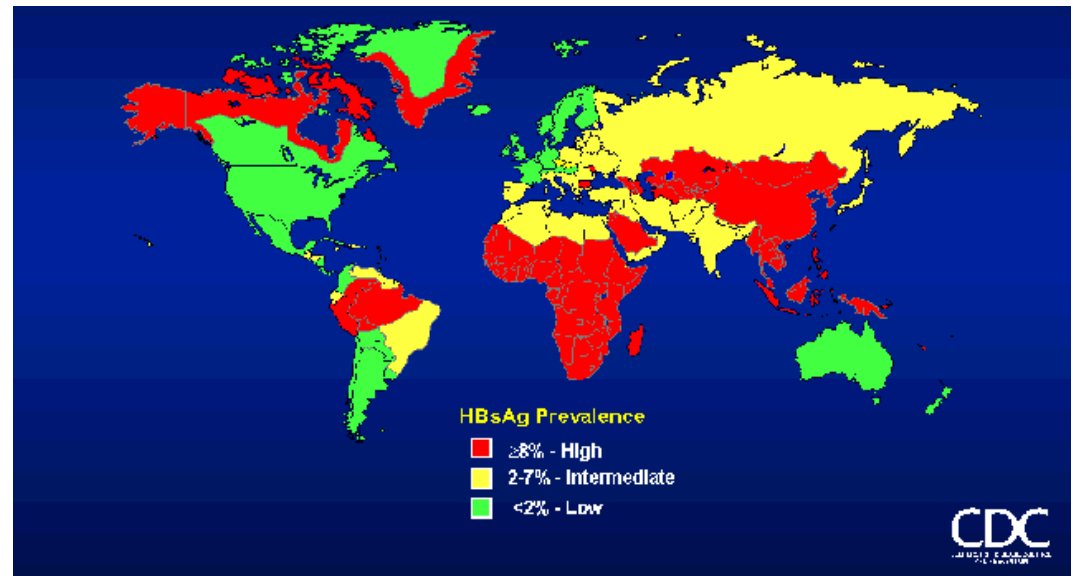 HBsAg Prevalence
≥8% - High
2-7% - Intermediate
<2% - Low
CDC